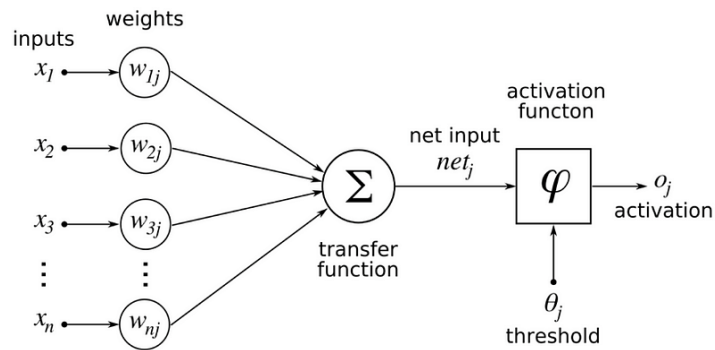 weights
inputs
x1
w1j
x2
w2j
x3
w3j
⋮
⋮
xn
wnj
Σ
transfer
function
net input
netj
activation
functon
φ
oj
activation
θj
threshold